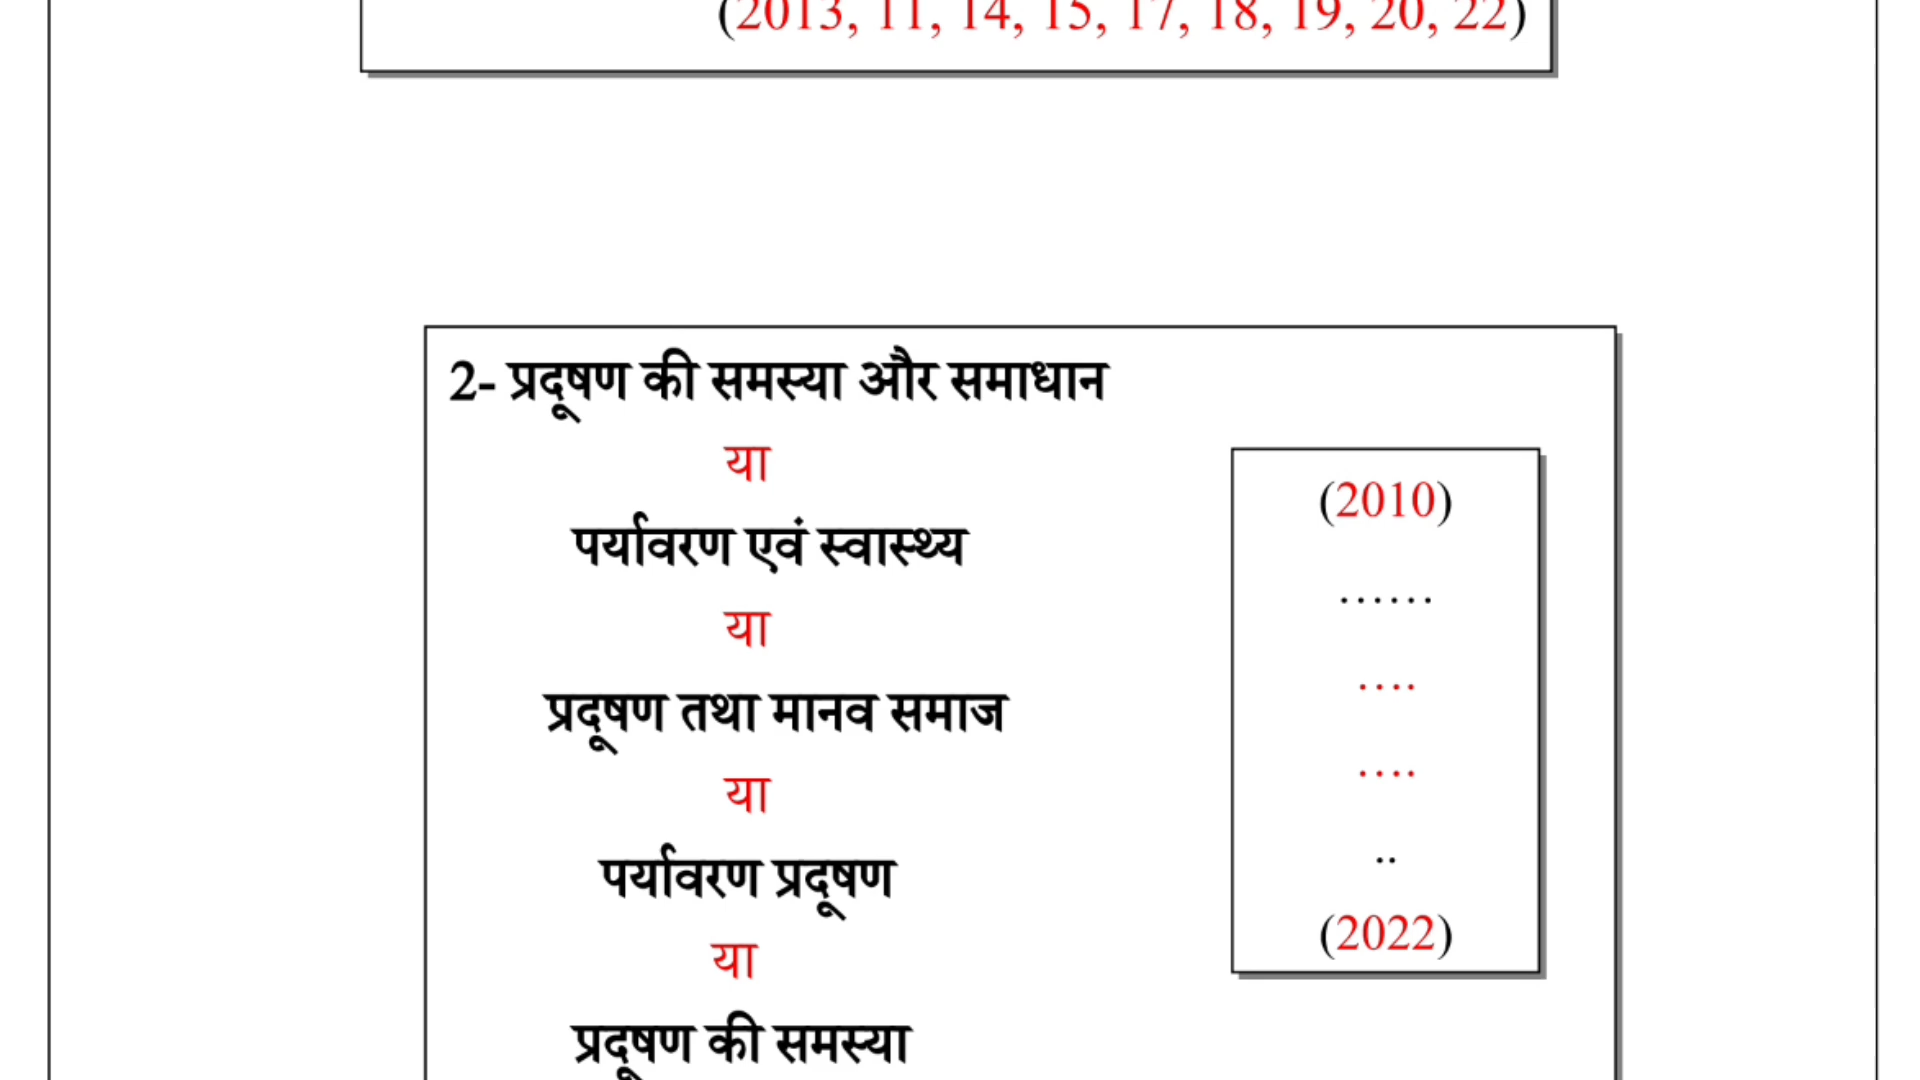 (2013, 11, 14, 15, 17, 18, 19, 20, 22)
2- प्रदूषण की समस्या और समाधान
या
पर्यावरण एवं स्वास्थ्य
या
प्रदूषण तथा मानव समाज
या
पर्यावरण प्रदूषण
या
प्रदूषण की समस्या
(2010)
......
....
....
..
(2022)